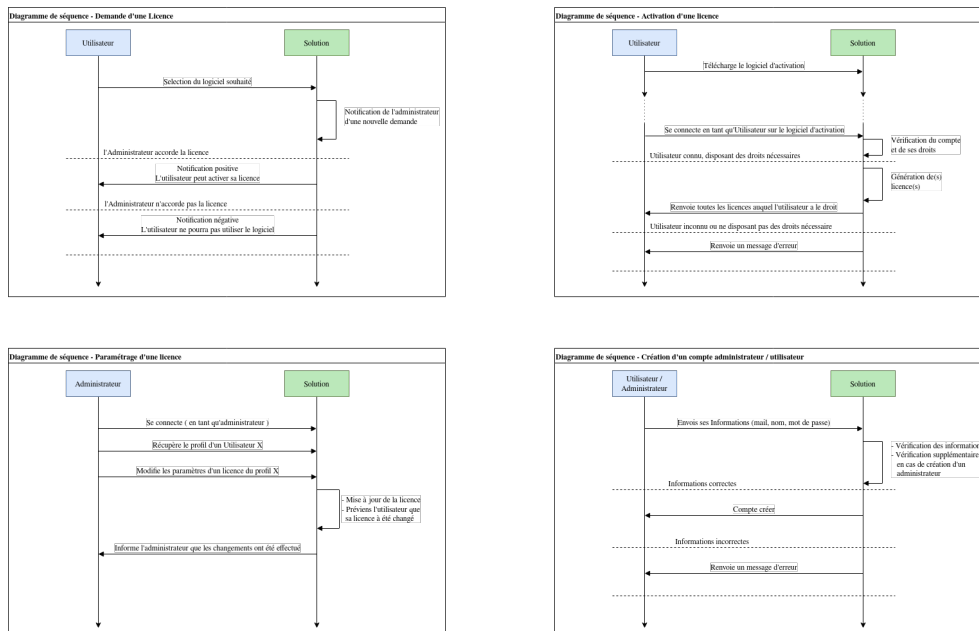 Diagramme de séquence - Demande d'une Licence
Utilisateur
Solution
Selection du logiciel souhaité
Notification de l'administrateur
d'une nouvelle demande
l'Administrateur accorde la licence
Notification positive
L'utilisateur peut activer sa licence
l'Administrateur n'accorde pas la licence
Notification négative
L'utilisateur ne pourra pas utiliser le logiciel
Diagramme de séquence - Activation d'une licence
Utilisateur
Solution
Télécharge le logiciel d'activation
Se connecte en tant qu'Utilisateur sur le logiciel d'activation
Vérification du compte
et de ses droits
Utilisateur connu, disposant des droits nécessaires
Génération de(s)
licence(s)
Renvoie toutes les licences auquel l'utilisateur a le droit
Utilisateur inconnu ou ne disposant pas des droits nécessaire
Renvoie un message d'erreur
Diagramme de séquence - Paramétrage d'une licence
Administrateur
Solution
Se connecte ( en tant qu'administrateur )
Récupère le profil d'un Utilisateur X
Modifie les paramètres d'un licence du profil X
- Mise à jour de la licence
- Préviens l'utilisateur que
sa licence à été changé
Informe l'administrateur que les changements ont été effectué
Diagramme de séquence - Création d'un compte administrateur / utilisateur
Utilisateur /
Administrateur
Solution
Envois ses Informations (mail, nom, mot de passe)
- Vérification des information
- Vérification supplémentaire
en cas de création d'un
administrateur
Informations correctes
Compte créer
Informations incorrectes
Renvoie un message d'erreur